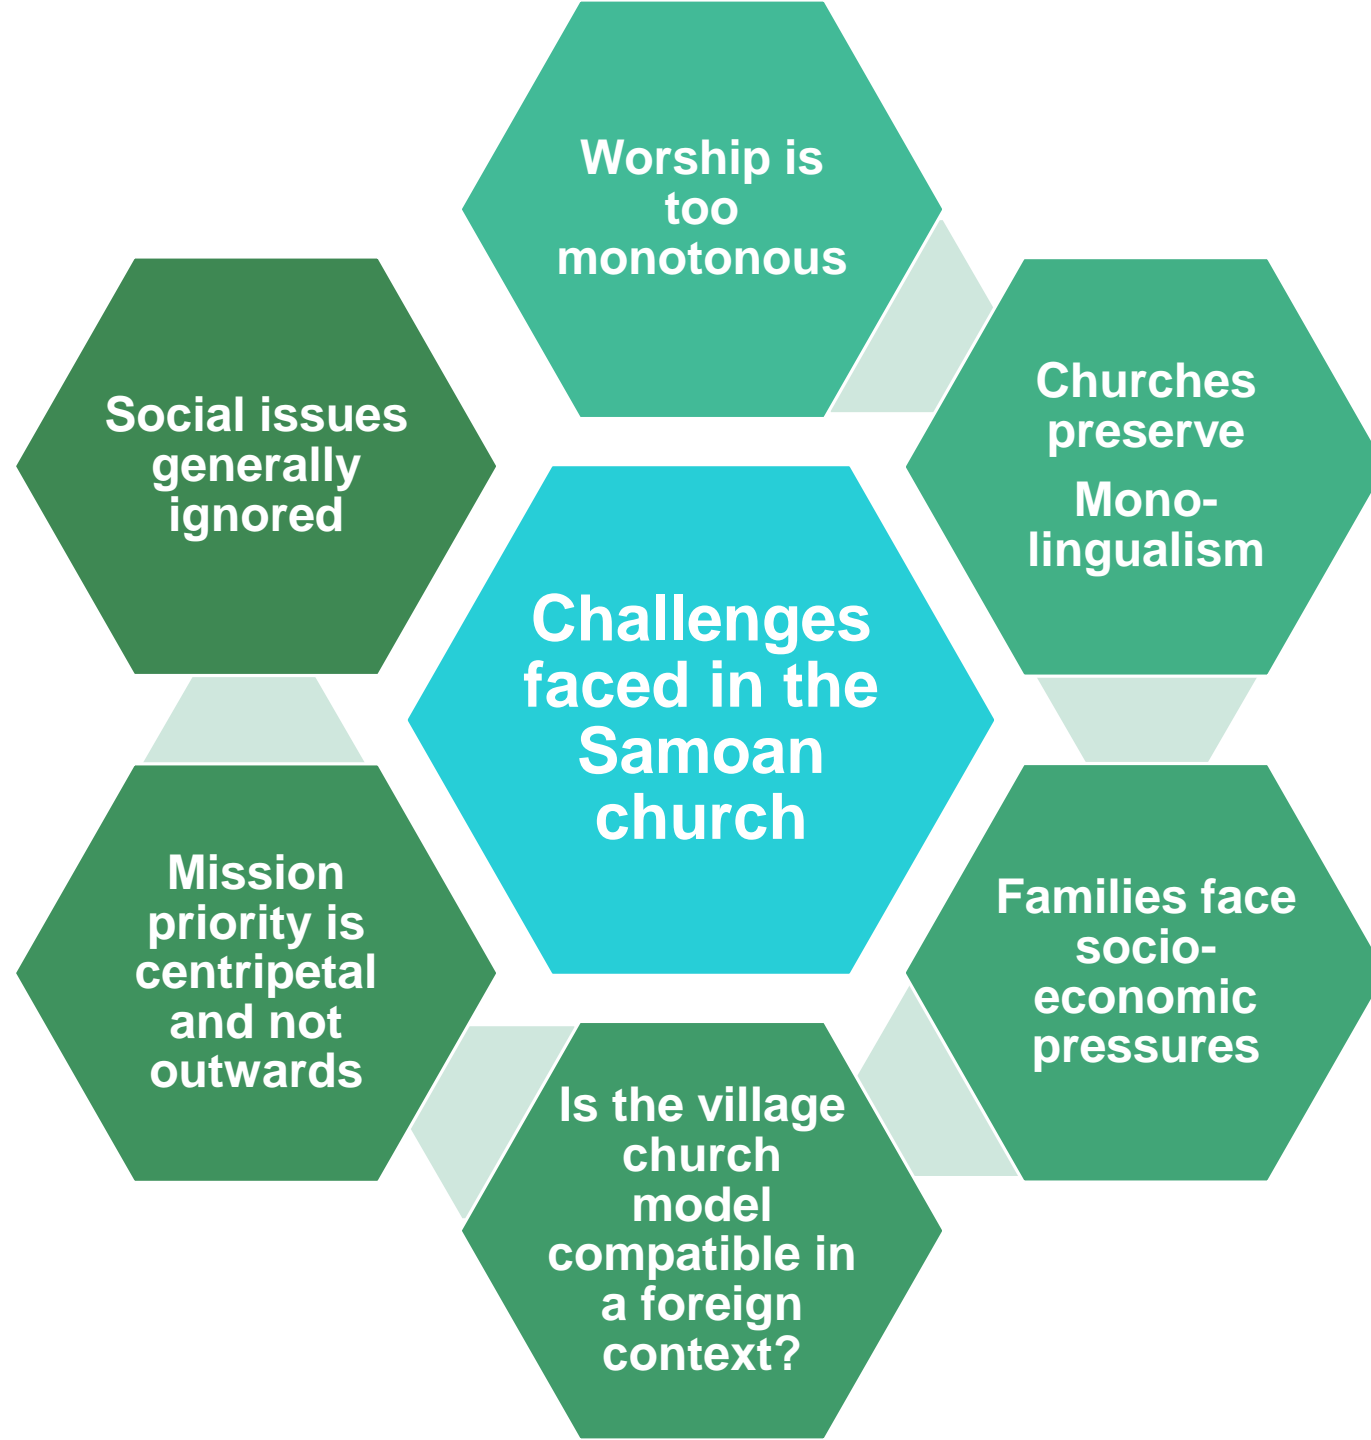 Worship is
too
monotonous
Churches
preserve
Mono-
lingualism
Families face
socio-
economic
pressures
Is the village
church
model
compatible in
a foreign
context?
Mission
priority is
centripetal
and not
outwards
Social issues
generally
ignored
Challenges
faced in the
Samoan
church